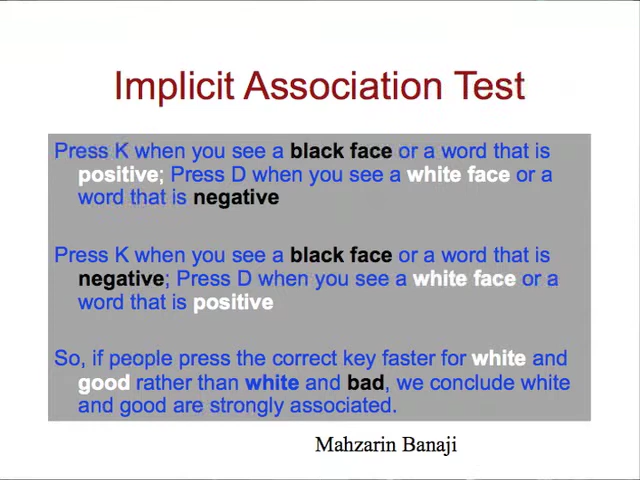 Implicit Association Test
Press K when you see a black face or a word that is
positive; Press D when you see a white face or a
word that is negative
Press K when you see a black face or a word that is
negative; Press D when you see a white face or a
word that is positive
So, if people press the correct key faster for white and
good rather than white and bad, we conclude white
and good are strongly associated.
Mahzarin Banaji